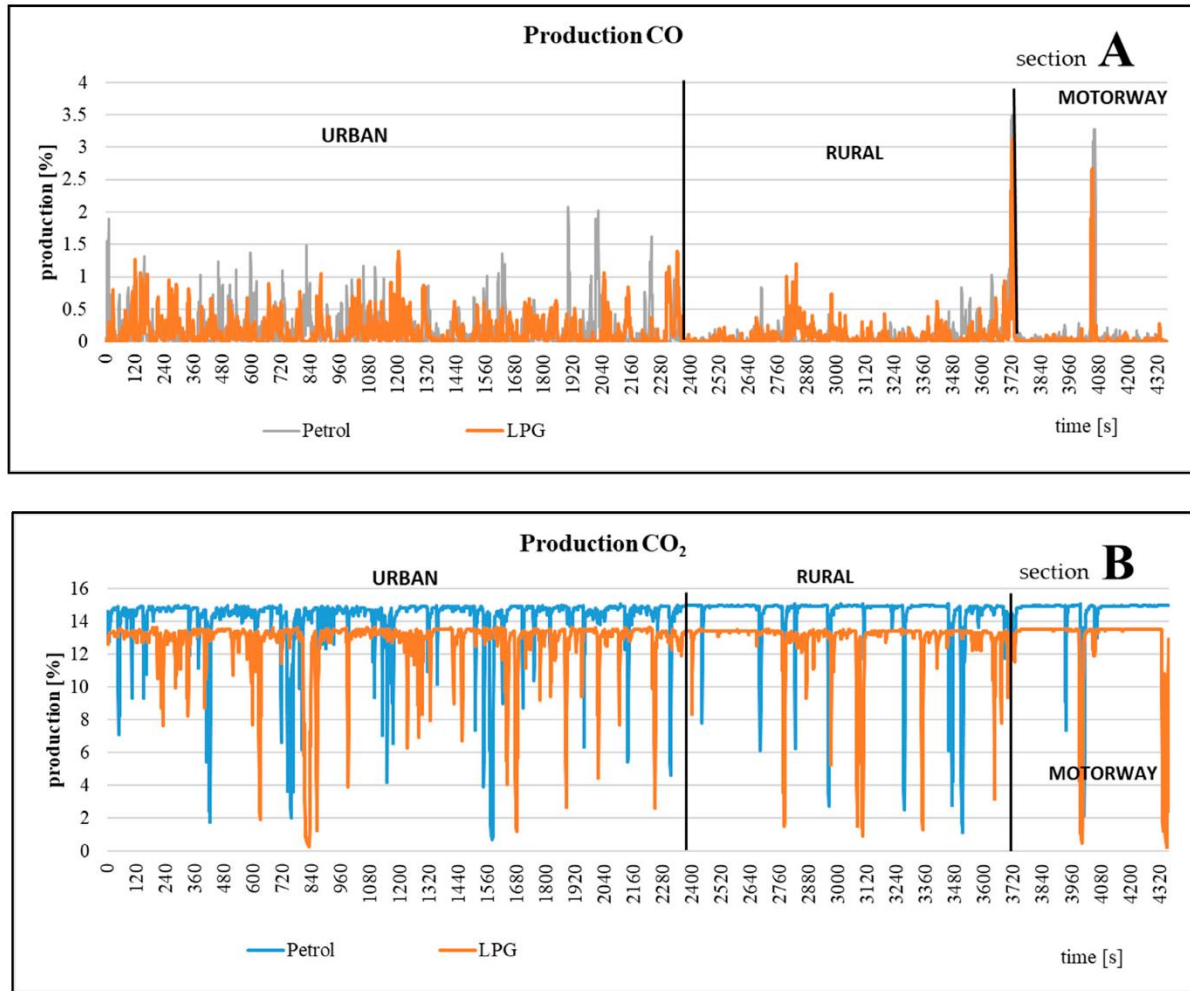 Production CO
section A
4
3.5
3
2.5
2
1.5
1
0.5
0
production [%]
URBAN
RURAL
MOTORWAY
0 120 240 360 480 600 720 840 960 1080 1200 1320 1440 1560 1680 1800 1920 2040 2160 2280 2400 2520 2640 2760 2880 3000 3120 3240 3360 3480 3600 3720 3840 3960 4080 4200 4320
Petrol LPG
time [s]
Production CO₂
section B
16
14
12
10
8
6
4
2
0
production [%]
URBAN
RURAL
MOTORWAY
0 120 240 360 480 600 720 840 960 1080 1200 1320 1440 1560 1680 1800 1920 2040 2160 2280 2400 2520 2640 2760 2880 3000 3120 3240 3360 3480 3600 3720 3840 3960 4080 4200 4320
Petrol LPG
time [s]